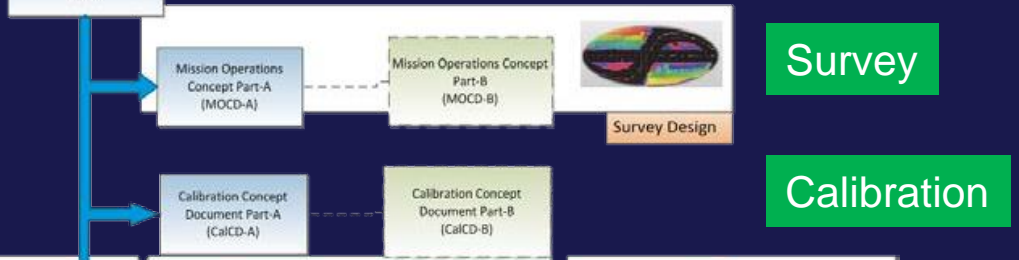 Mission Operations
Concept Part-A
(MOCD-A)
Mission Operations Concept
Part-B
(MOCD-B)
Survey Design
Survey
Calibration Concept
Document Part-A
(CalCD-A)
Calibration Concept
Document Part-B
(CalCD-B)
Calibration